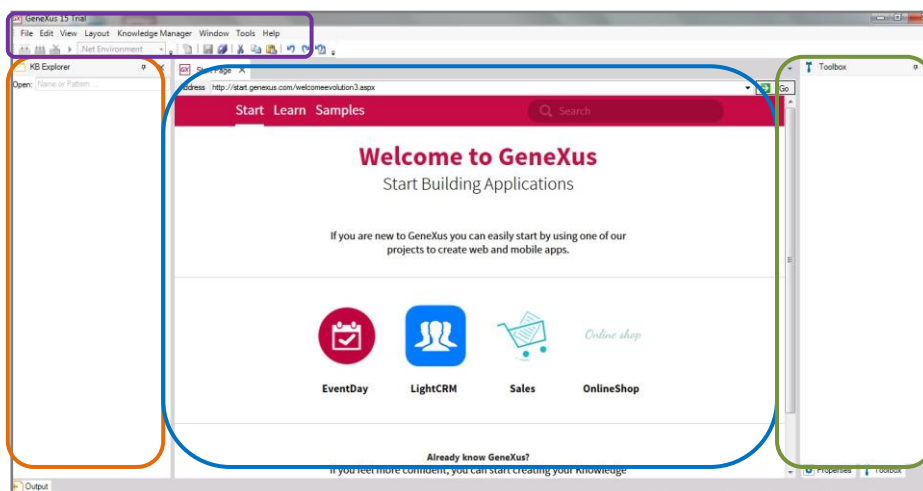 GeneXus 15 Trial
File Edit View Layout Knowledge Manager Window Tools Help
.Net Environment
KB Explorer
Open: Name or Pattern
Start Page X
Address http://start.genexus.com/welcomeevolution3.aspx Go
Toolbox
Start Learn Samples Search
Welcome to GeneXus
Start Building Applications
If you are new to GeneXus you can easily start by using one of our
projects to create web and mobile apps.
Online shop
EventDay LightCRM Sales OnlineShop
Already know GeneXus?
If you feel more confident, you can start creating your Knowledge
Properties Toolbox
Output